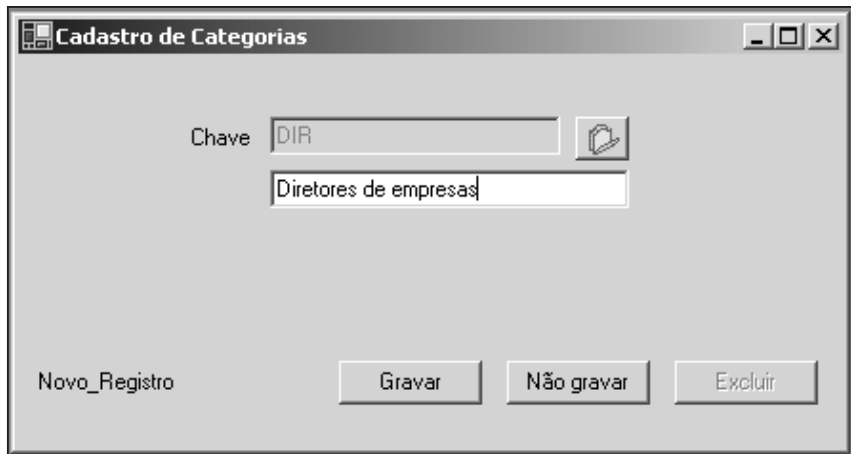 Cadastro de Categorias
Chave DIR
Diretores de empresas
Novo_Registro Gravar Não gravar Excluir